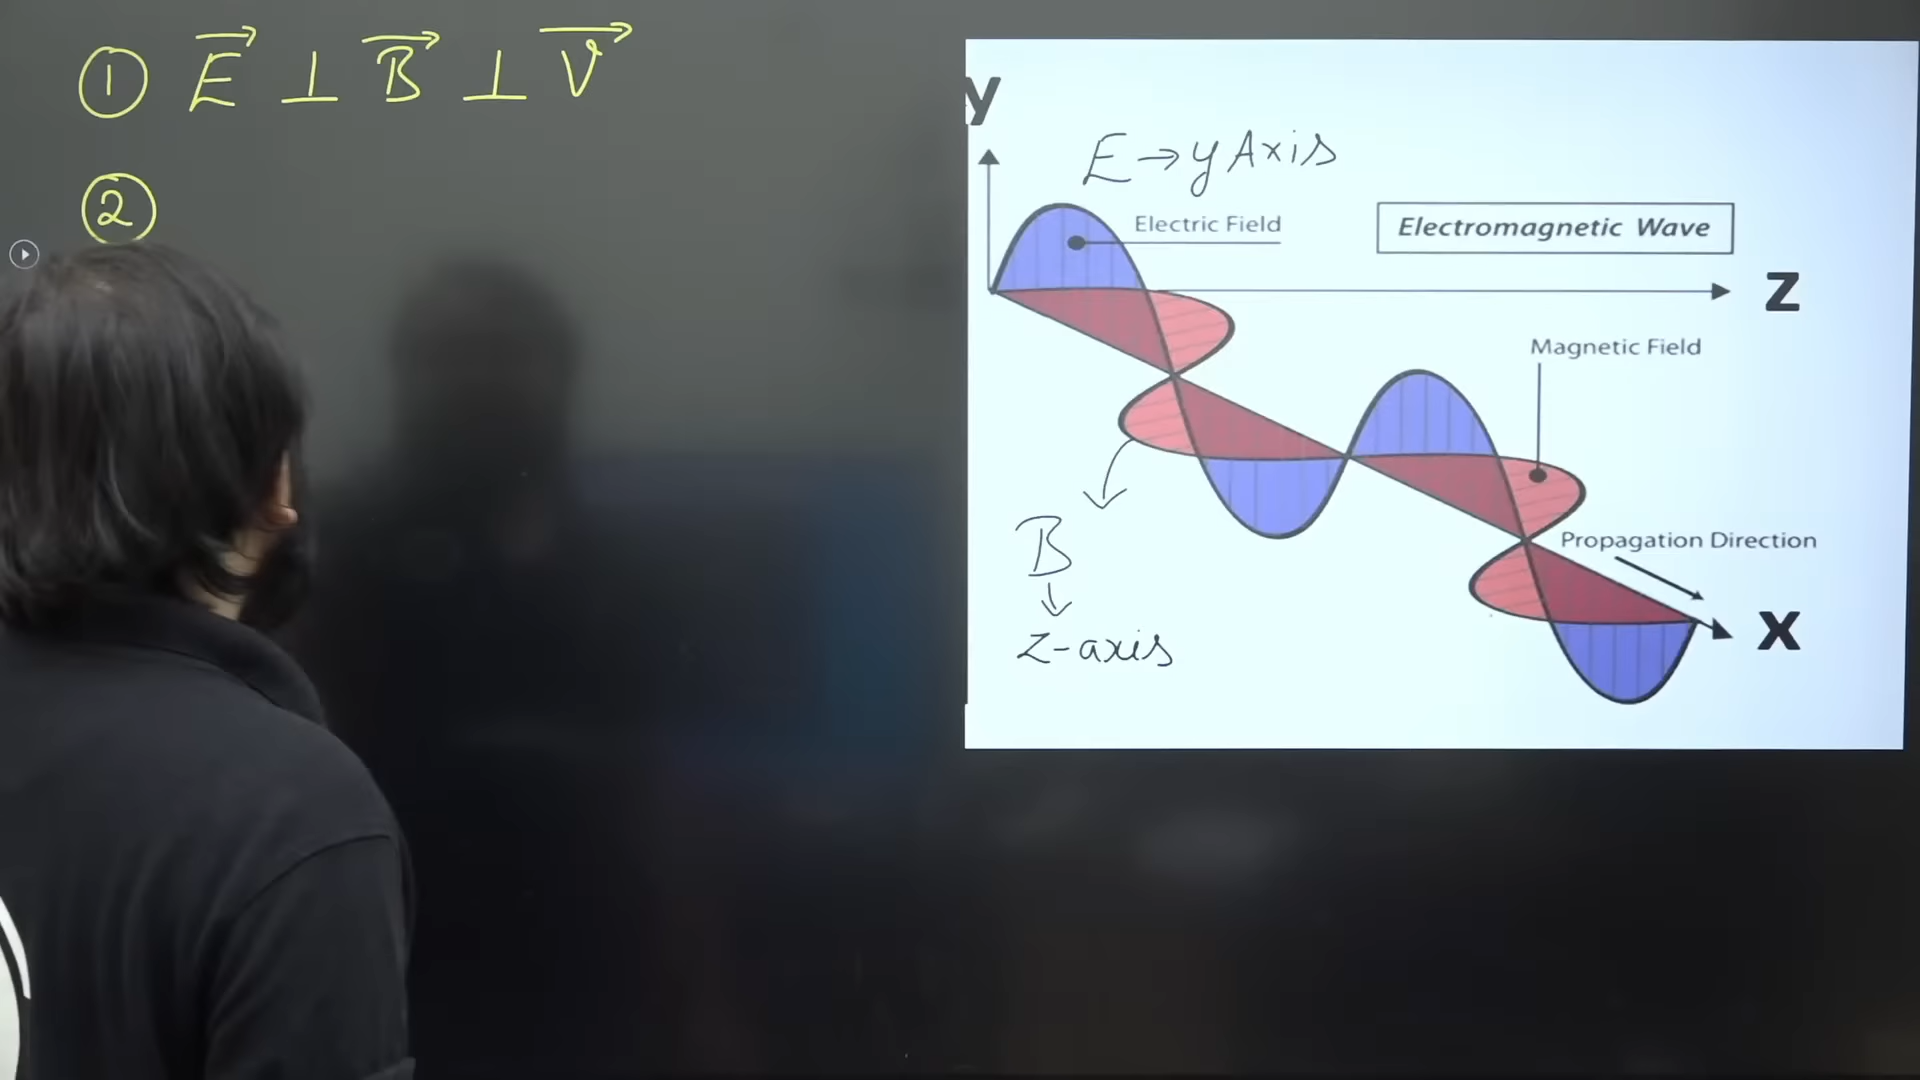 ① E ⊥ B ⊥ V
②
y
E → y Axis
Electric Field
Electromagnetic Wave
Z
Magnetic Field
B
Propagation Direction
↓
Z-axis
X